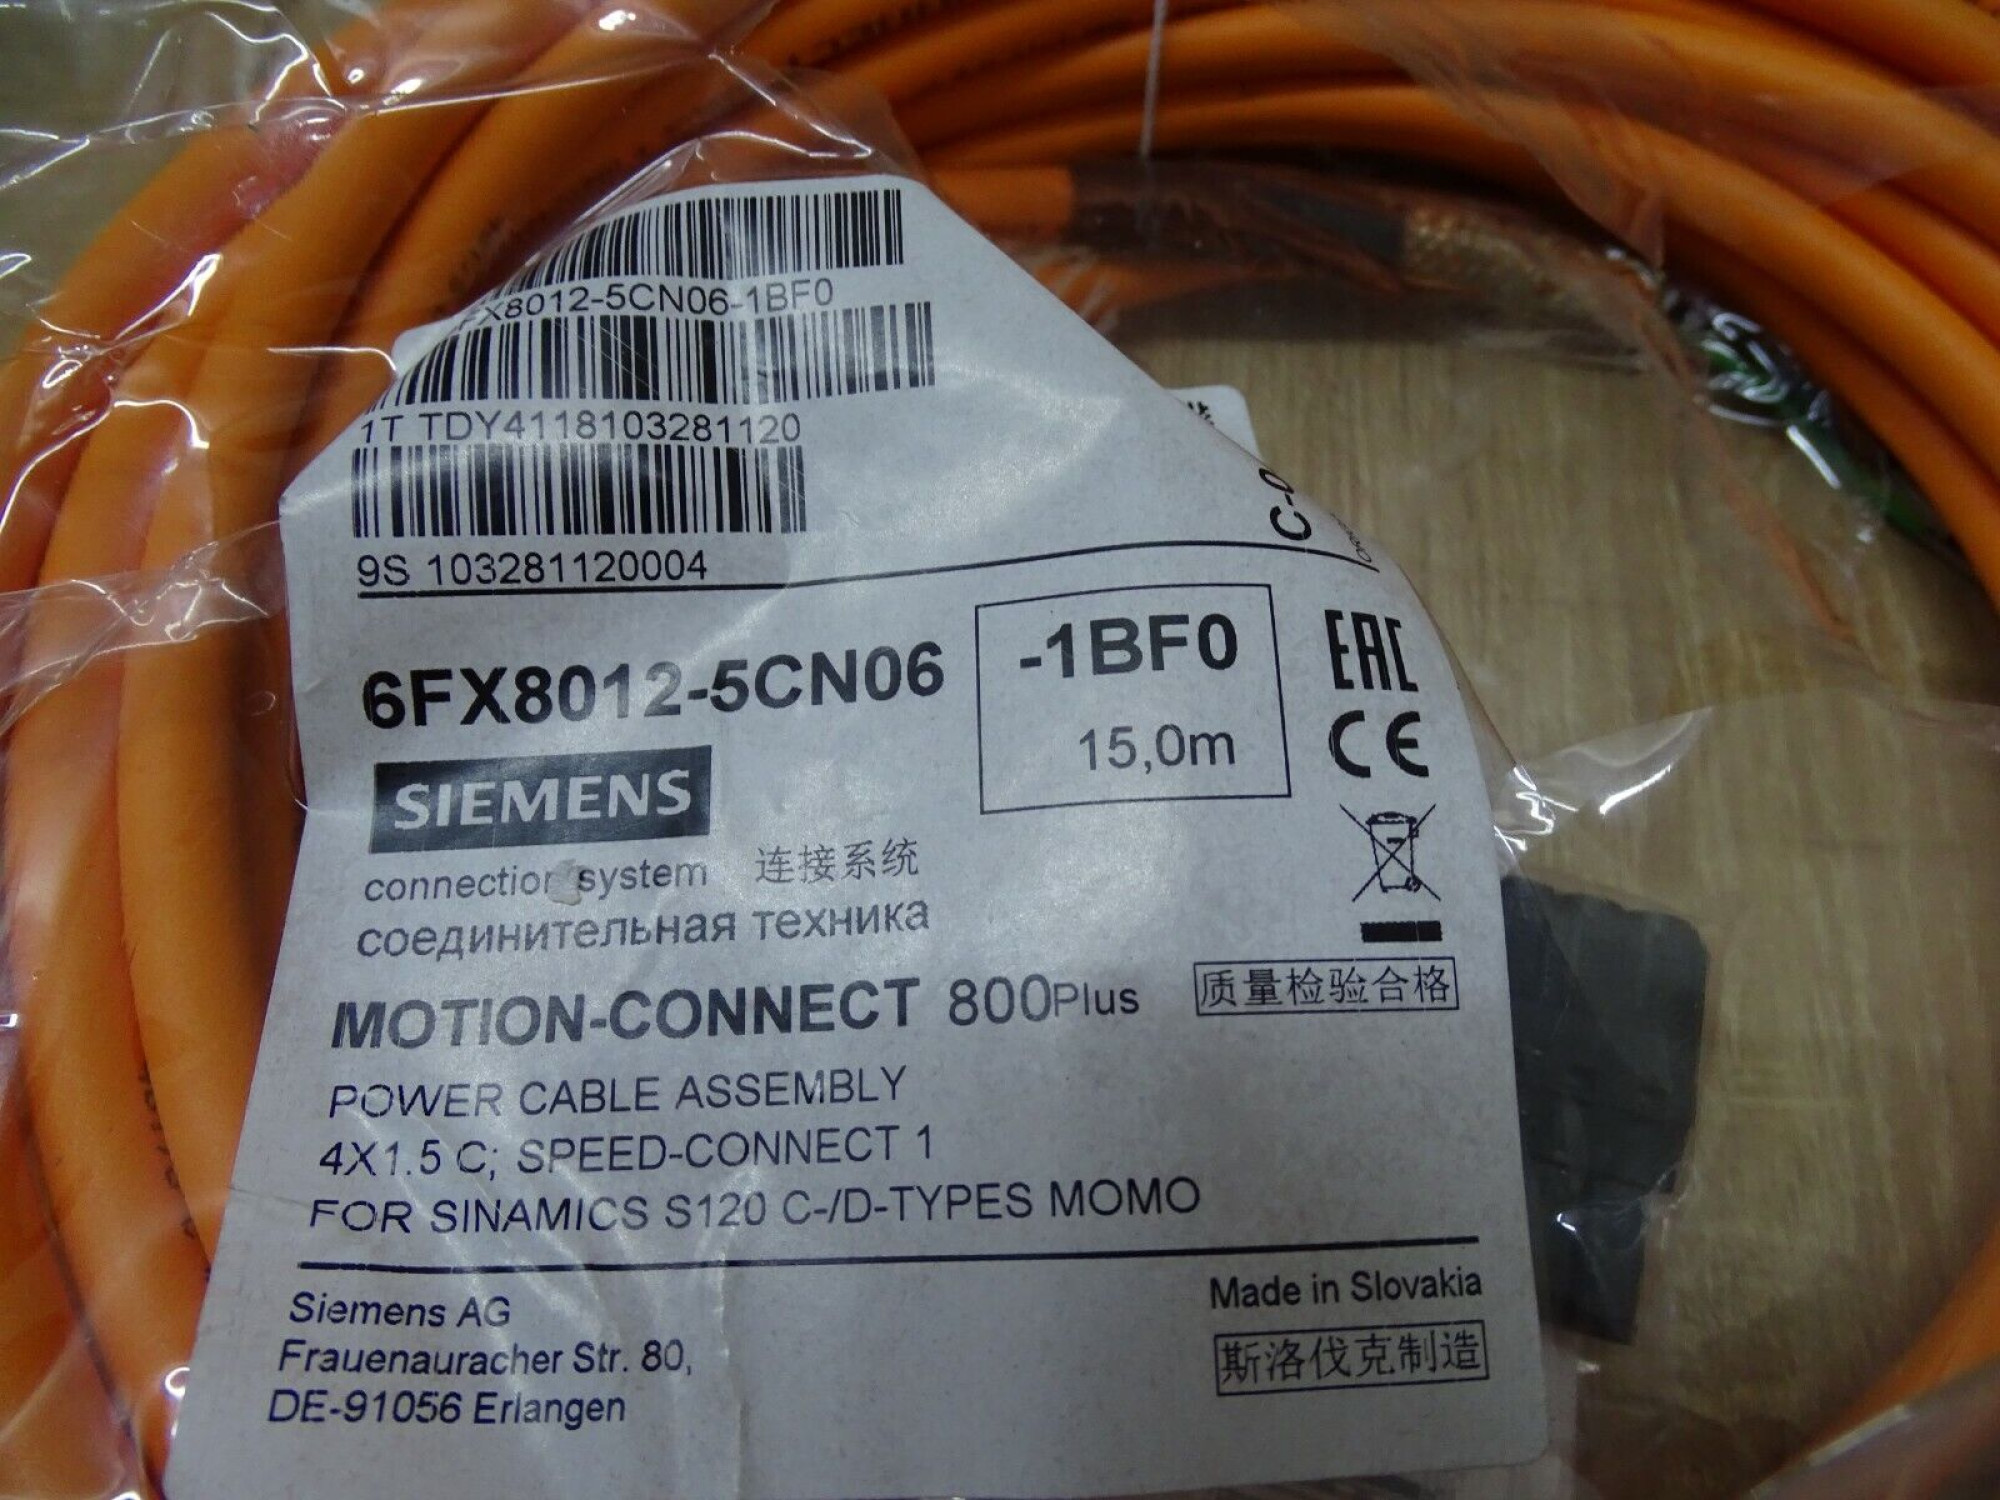 6FX8012-5CN06-1BF0
1T TDY4118103281120
9S 103281120004
6FX8012-5CN06
-1BF0
15,0m
EAC
CE
SIEMENS
connection system 连接系统
соединительная техника
MOTION-CONNECT 800Plus
质量检验合格
POWER CABLE ASSEMBLY
4X1.5 C; SPEED-CONNECT 1
FOR SINAMICS S120 C-/D-TYPES MOMO
Siemens AG
Frauenauracher Str. 80,
DE-91056 Erlangen
Made in Slovakia
斯洛伐克制造